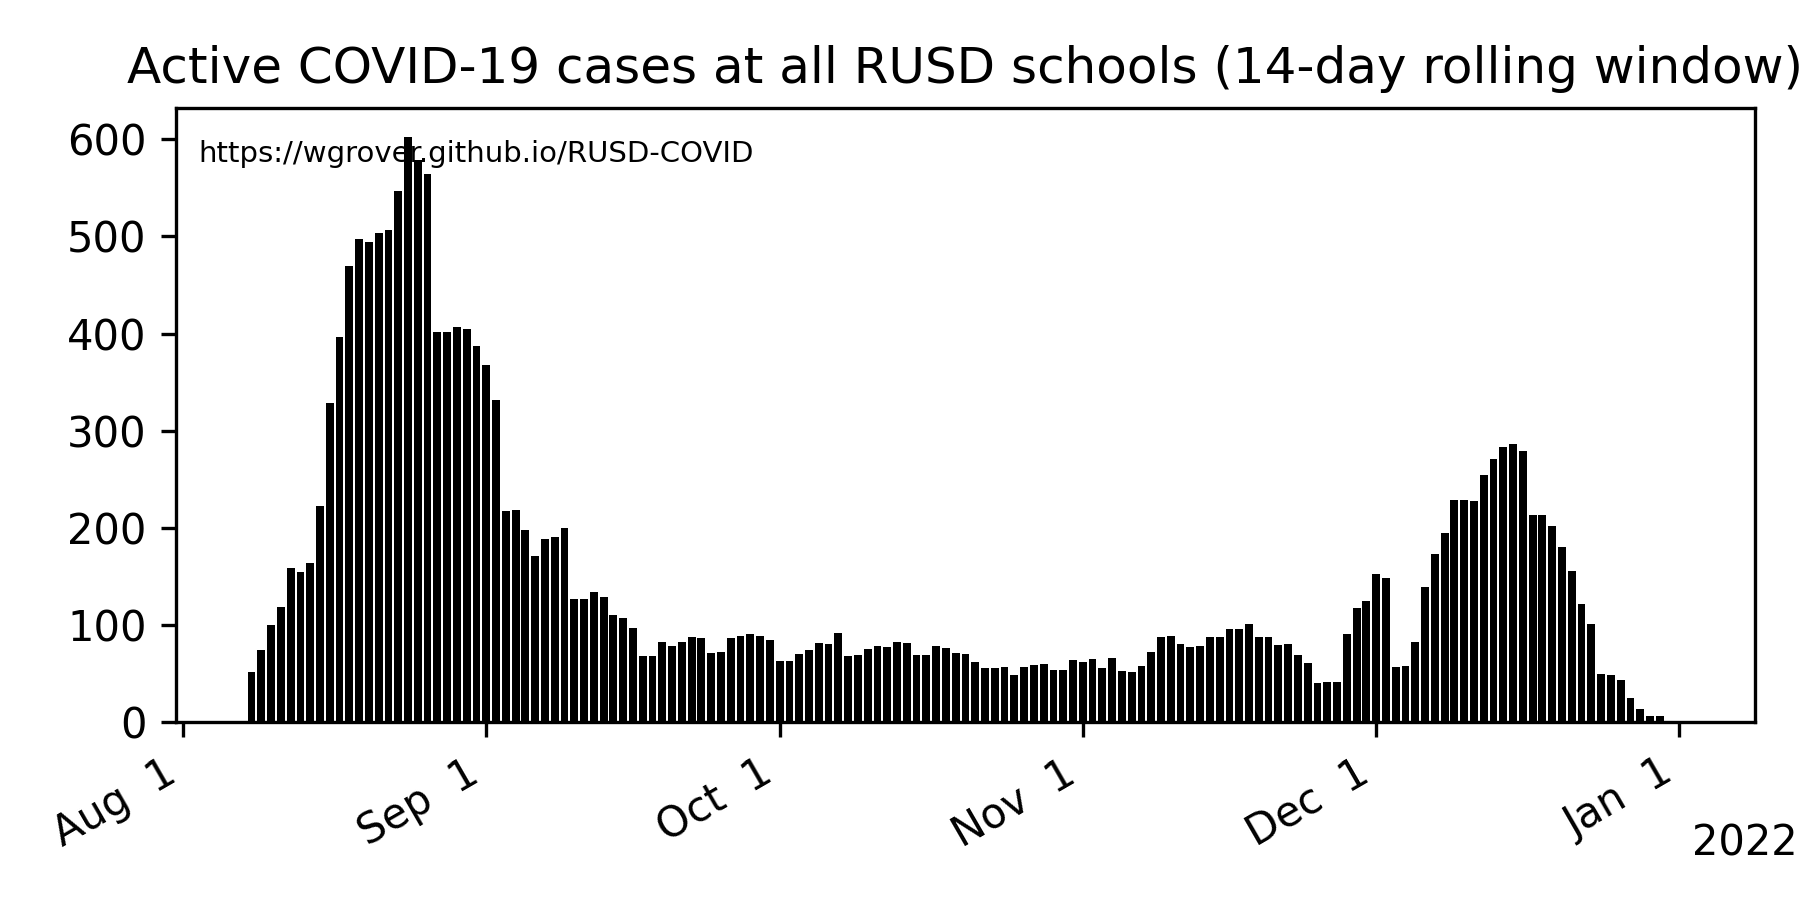 Active COVID-19 cases at all RUSD schools (14-day rolling window)
https://wgrover.github.io/RUSD-COVID
600
500
400
300
200
100
0
Aug 1
Sep 1
Oct 1
Nov 1
Dec 1
Jan 1
2022